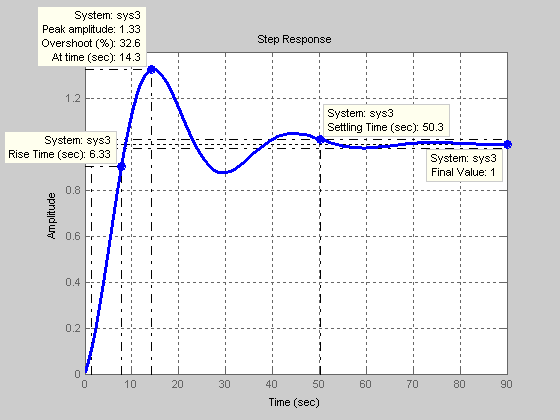 System: sys3
Peak amplitude: 1.33
Overshoot (%): 32.6
At time (sec): 14.3
Step Response
System: sys3
Settling Time (sec): 50.3
System: sys3
Rise Time (sec): 6.33
System: sys3
Final Value: 1
1.2
1
0.8
0.6
0.4
0.2
0
Amplitude
0 10 20 30 40 50 60 70 80 90
Time (sec)